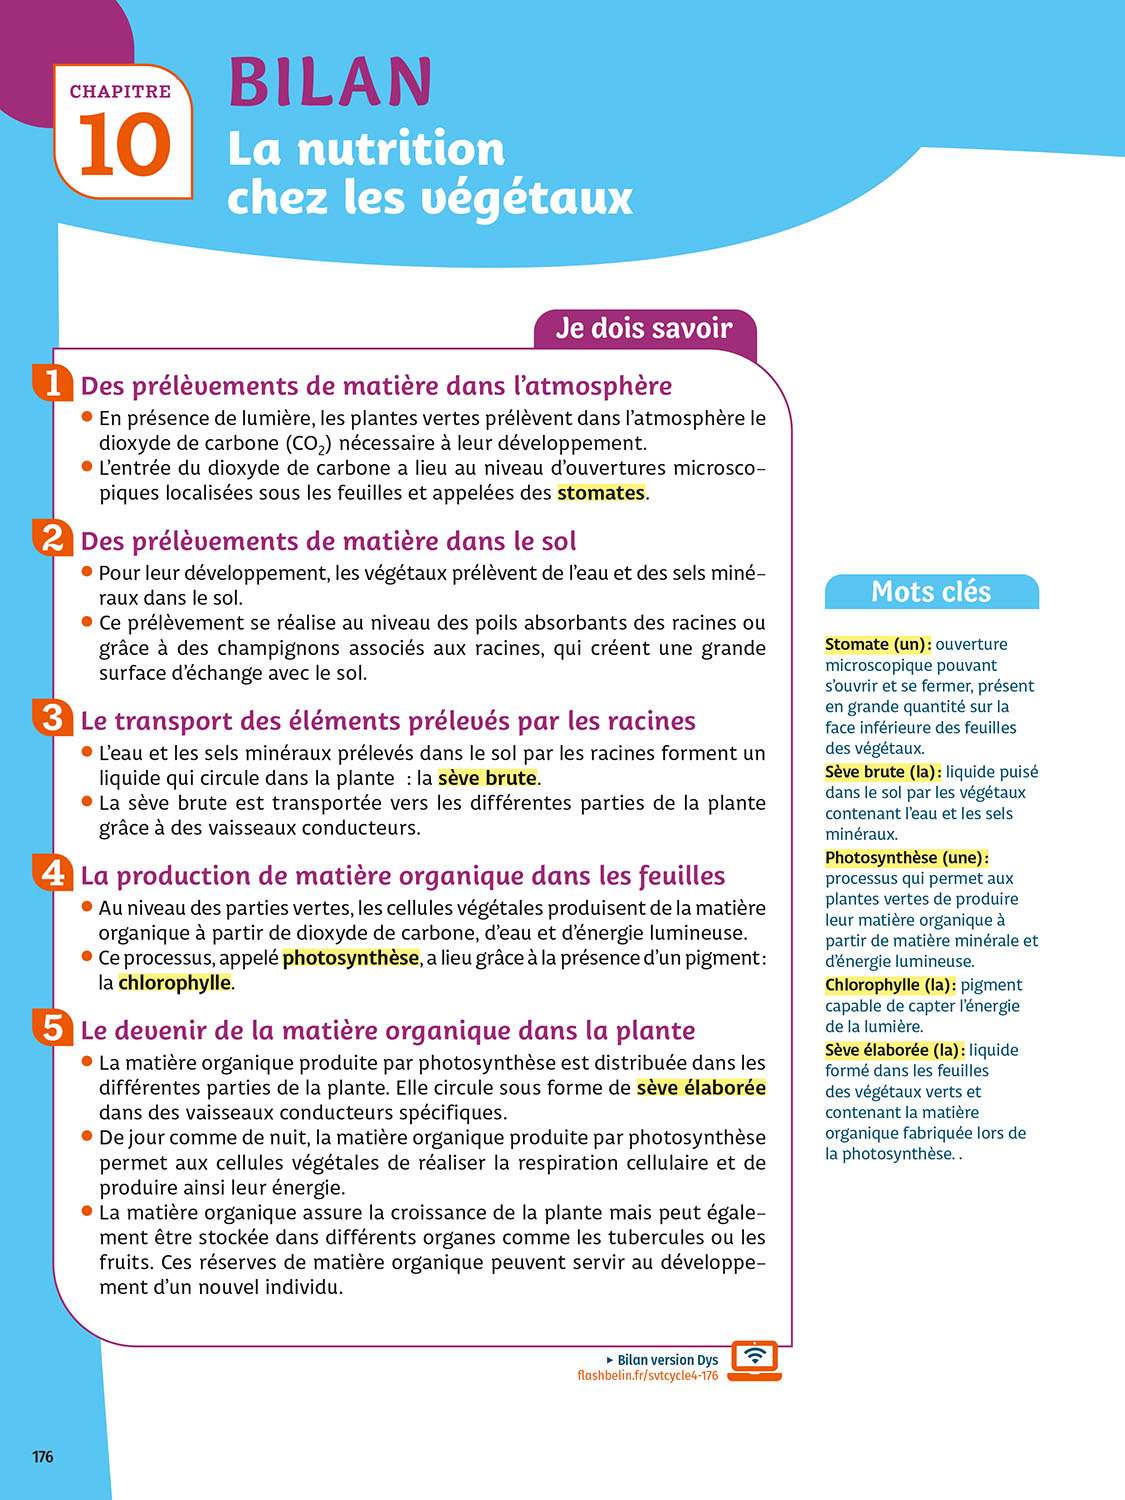 CHAPITRE
10
BILAN
La nutrition
chez les végétaux
Je dois savoir
1 Des prélèvements de matière dans l’atmosphère
• En présence de lumière, les plantes vertes prélèvent dans l’atmosphère le
dioxyde de carbone (CO₂) nécessaire à leur développement.
• L’entrée du dioxyde de carbone a lieu au niveau d’ouvertures microsco-
piques localisées sous les feuilles et appelées des stomates.
2 Des prélèvements de matière dans le sol
• Pour leur développement, les végétaux prélèvent de l’eau et des sels miné-
raux dans le sol.
• Ce prélèvement se réalise au niveau des poils absorbants des racines ou
grâce à des champignons associés aux racines, qui créent une grande
surface d’échange avec le sol.
3 Le transport des éléments prélevés par les racines
• L’eau et les sels minéraux prélevés dans le sol par les racines forment un
liquide qui circule dans la plante : la sève brute.
• La sève brute est transportée vers les différentes parties de la plante
grâce à des vaisseaux conducteurs.
4 La production de matière organique dans les feuilles
• Au niveau des parties vertes, les cellules végétales produisent de la matière
organique à partir de dioxyde de carbone, d’eau et d’énergie lumineuse.
• Ce processus, appelé photosynthèse, a lieu grâce à la présence d’un pigment :
la chlorophylle.
5 Le devenir de la matière organique dans la plante
• La matière organique produite par photosynthèse est distribuée dans les
différentes parties de la plante. Elle circule sous forme de sève élaborée
dans des vaisseaux conducteurs spécifiques.
• De jour comme de nuit, la matière organique produite par photosynthèse
permet aux cellules végétales de réaliser la respiration cellulaire et de
produire ainsi leur énergie.
• La matière organique assure la croissance de la plante mais peut égale-
ment être stockée dans différents organes comme les tubercules ou les
fruits. Ces réserves de matière organique peuvent servir au développe-
ment d’un nouvel individu.
Mots clés
Stomate (un) : ouverture
microscopique pouvant
s’ouvrir et se fermer, présent
en grande quantité sur la
face inférieure des feuilles
des végétaux.
Sève brute (la) : liquide puisé
dans le sol par les végétaux
contenant l’eau et les sels
minéraux.
Photosynthèse (une) :
processus qui permet aux
plantes vertes de produire
leur matière organique à
partir de matière minérale et
d’énergie lumineuse.
Chlorophylle (la) : pigment
capable de capter l’énergie
de la lumière.
Sève élaborée (la) : liquide
formé dans les feuilles
des végétaux verts et
contenant la matière
organique fabriquée lors de
la photosynthèse. .
▸ Bilan version Dys
flashbelin.fr/svtcycle4-176
176